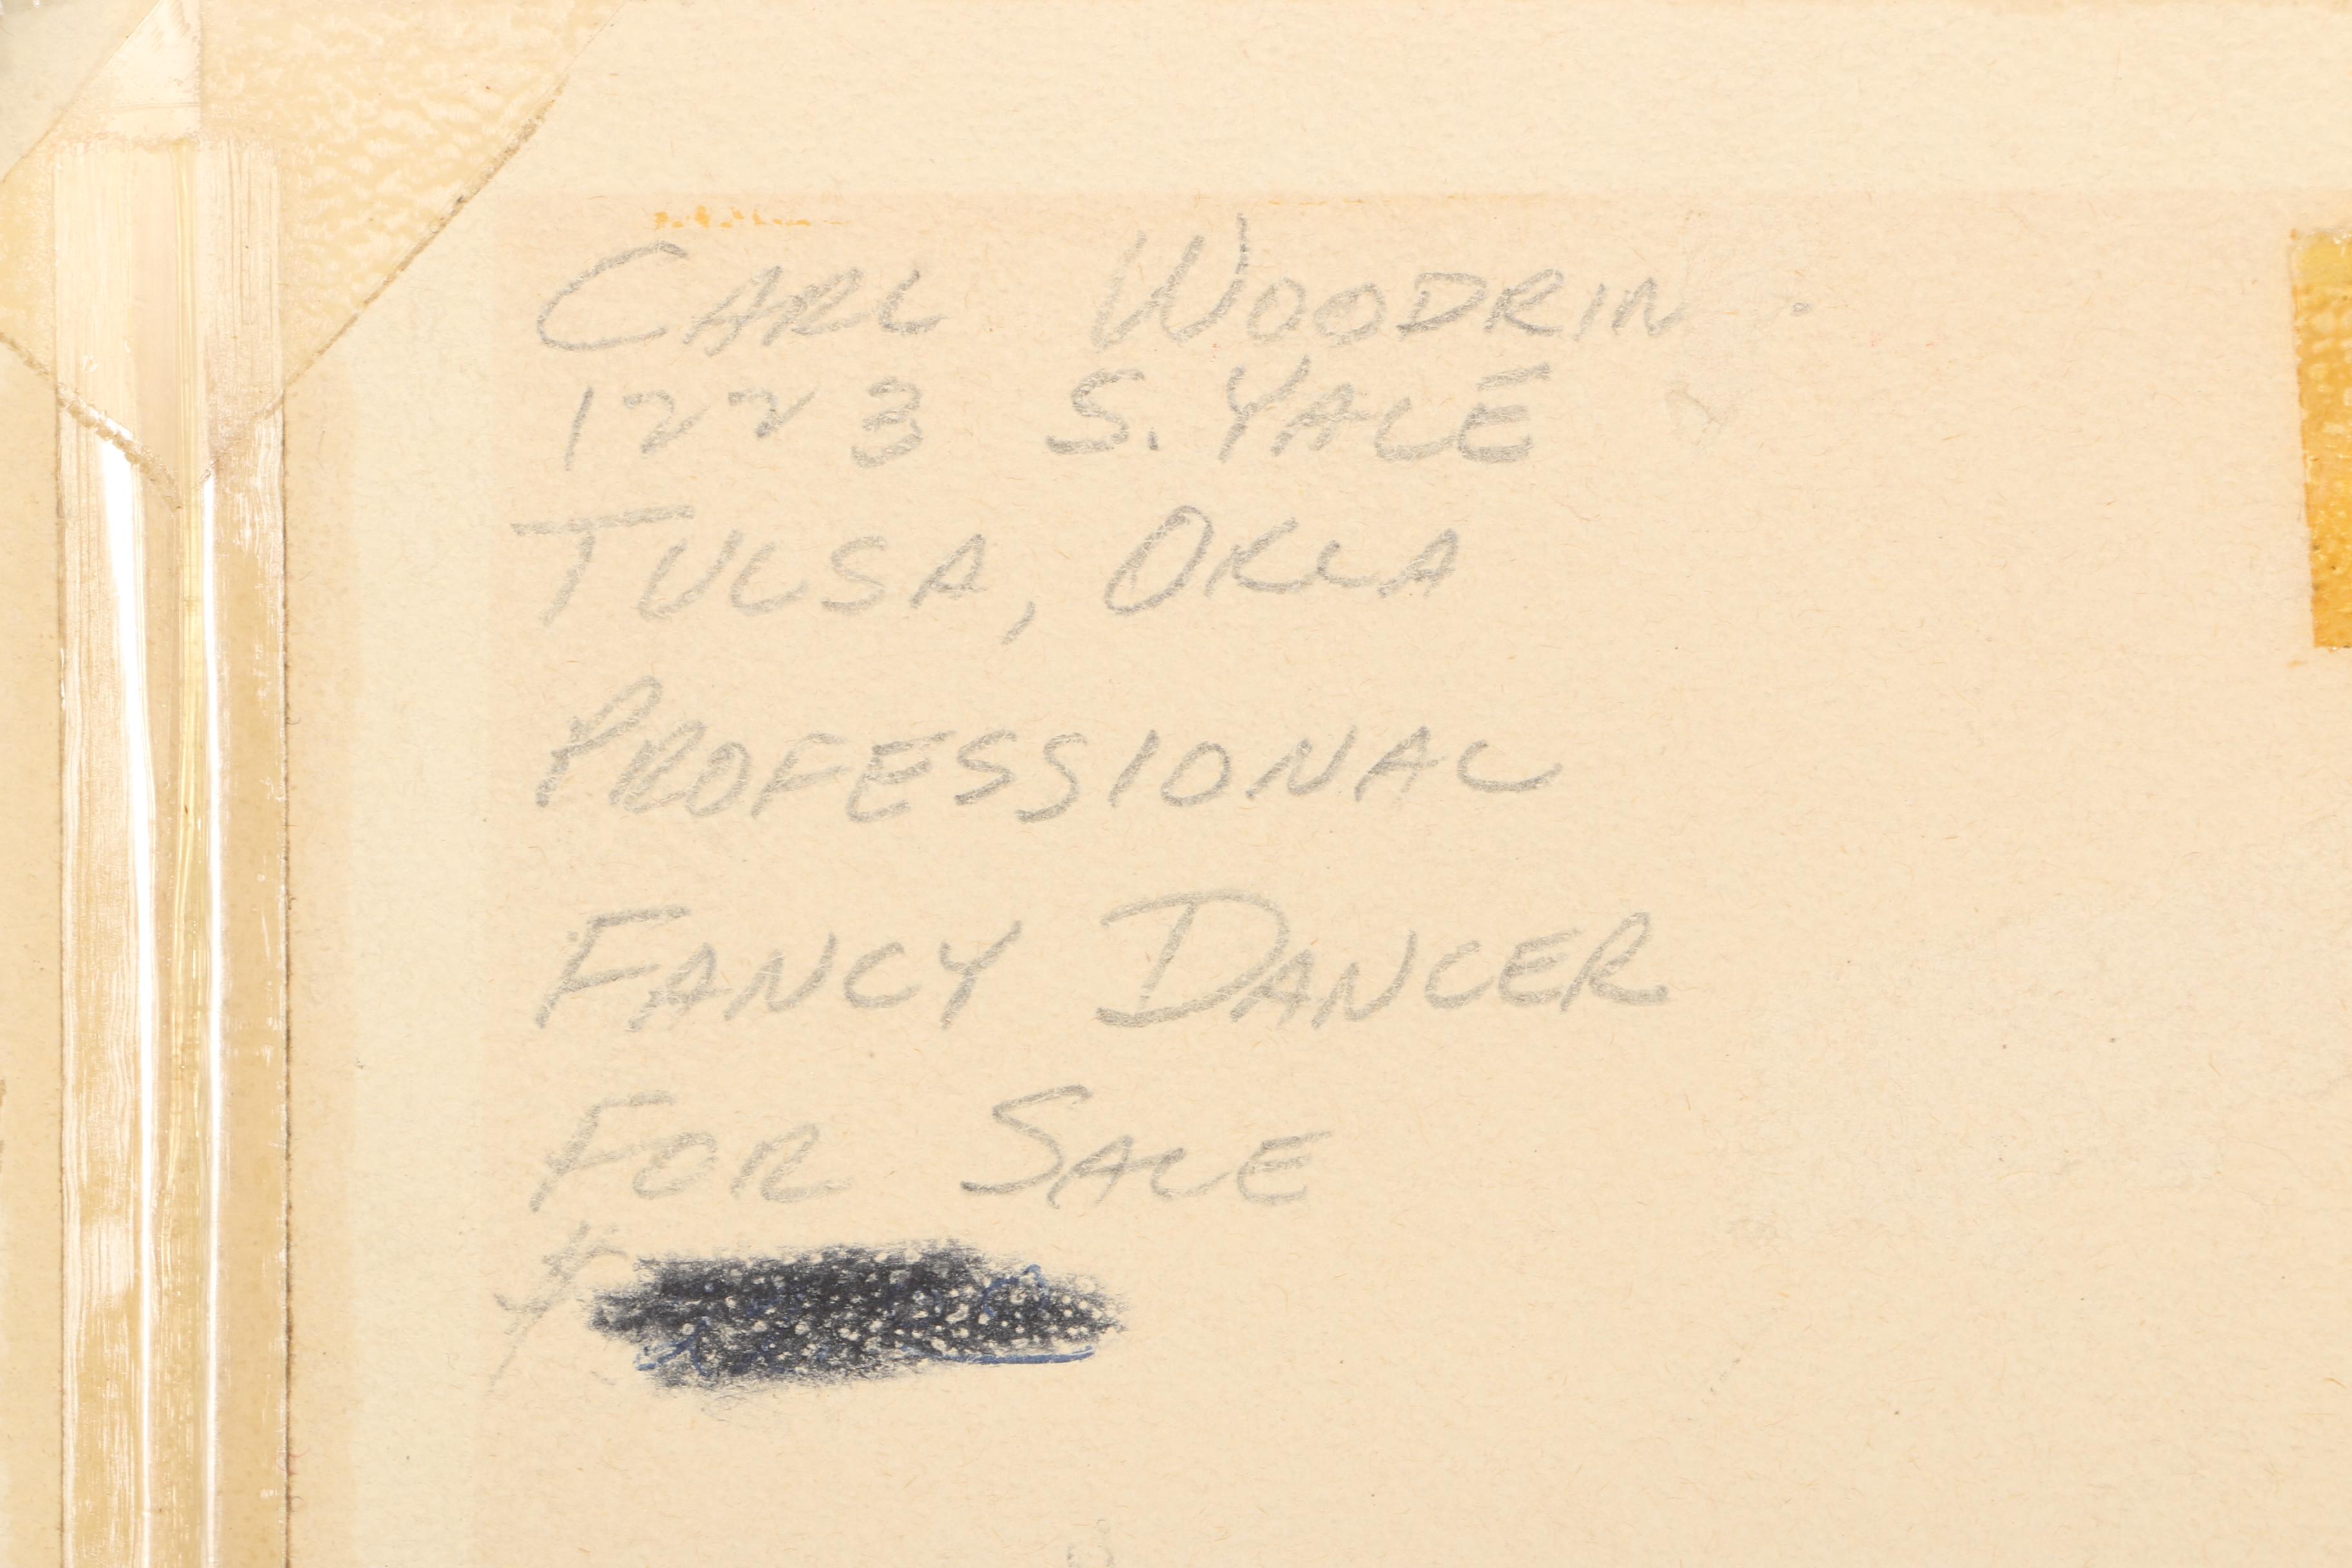 CARL WOODRIN
1223 S. YALE
TULSA, OKLA
PROFESSIONAL
FANCY DANCER
FOR SALE
$